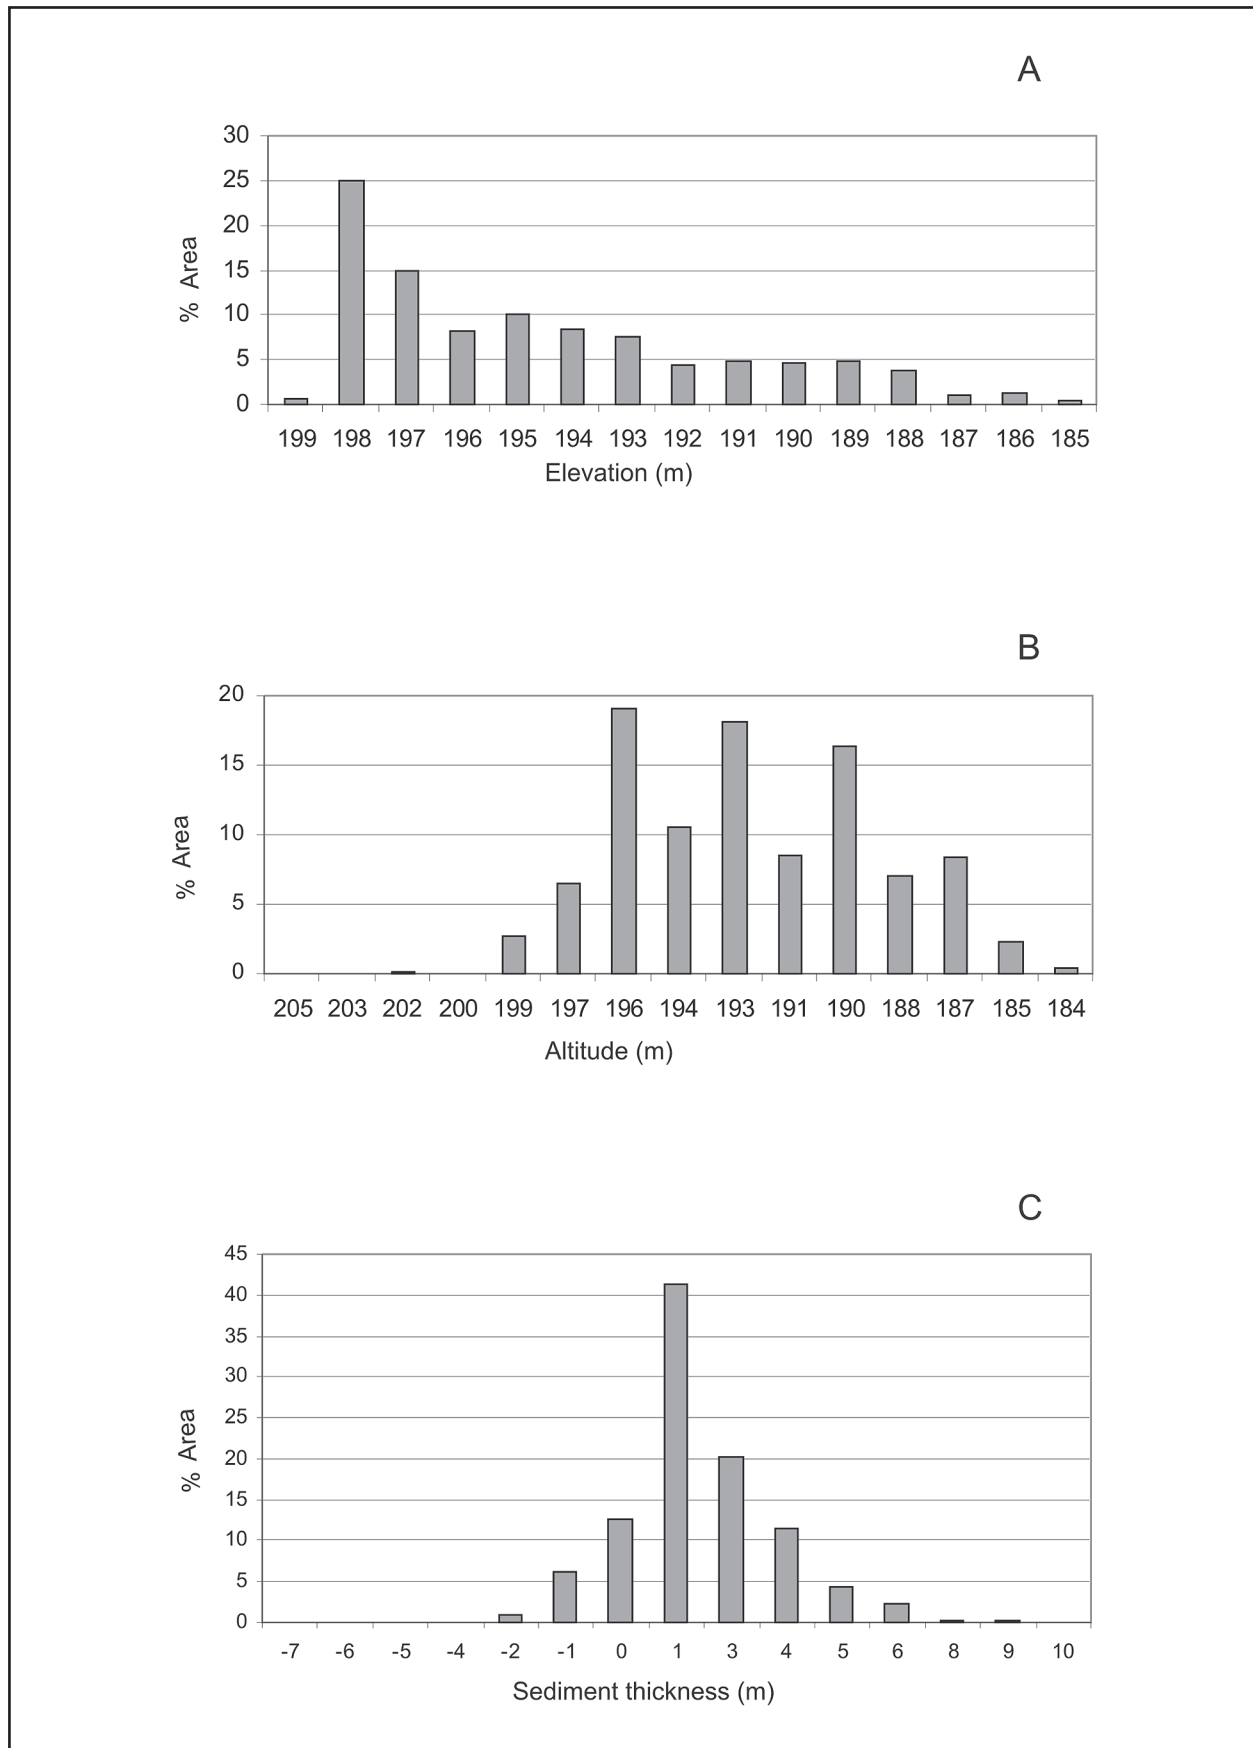 A
30
25
20
15
10
5
0
% Area
199 198 197 196 195 194 193 192 191 190 189 188 187 186 185
Elevation (m)
B
20
15
10
5
0
% Area
205 203 202 200 199 197 196 194 193 191 190 188 187 185 184
Altitude (m)
C
45
40
35
30
25
20
15
10
5
0
% Area
-7 -6 -5 -4 -2 -1 0 1 3 4 5 6 8 9 10
Sediment thickness (m)